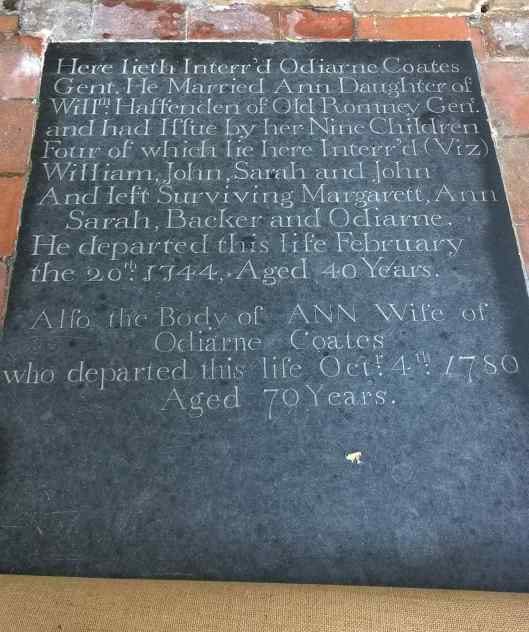 Here lieth Interr'd Odiarne Coates
Gent. He Married Ann Daughter of
Willm: Haffenden of Old Romney Gent.
and had Iſsue by her Nine Children
Four of which lie here Interr'd (Viz)
William, John, Sarah and John
And left Surviving Margarett, Ann
Sarah, Backer and Odiarne.
He departed this life February
the 20th: 1744, Aged 40 Years.
Alſo the Body of ANN Wife of
Odiarne Coates
who departed this life Octr: 4th: 1780
Aged 70 Years.